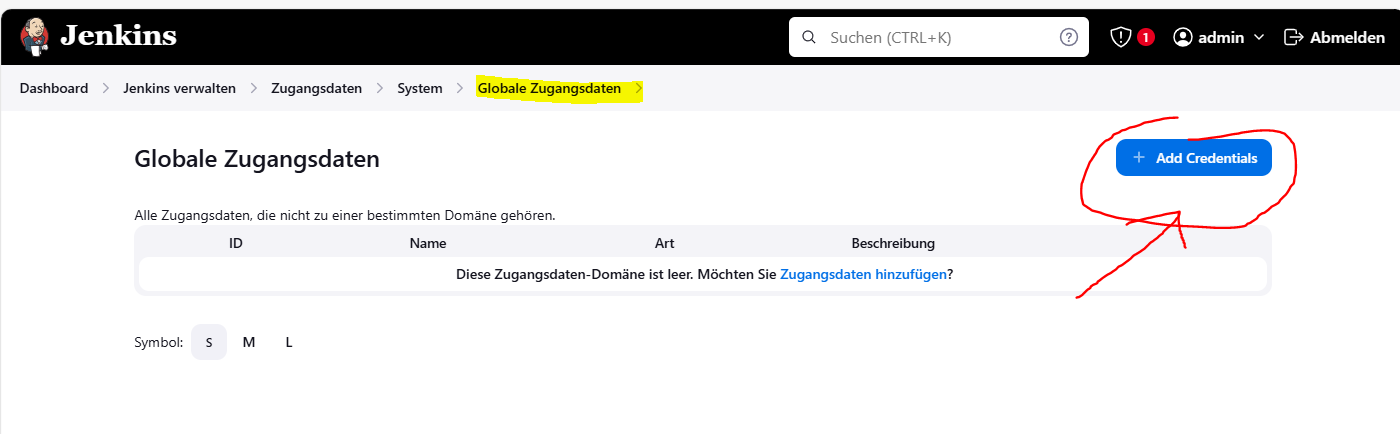 Jenkins
Suchen (CTRL+K)
1
admin
Abmelden
Dashboard > Jenkins verwalten > Zugangsdaten > System > Globale Zugangsdaten >
Globale Zugangsdaten
+ Add Credentials
Alle Zugangsdaten, die nicht zu einer bestimmten Domäne gehören.
ID Name Art Beschreibung
Diese Zugangsdaten-Domäne ist leer. Möchten Sie Zugangsdaten hinzufügen?
Symbol: S M L